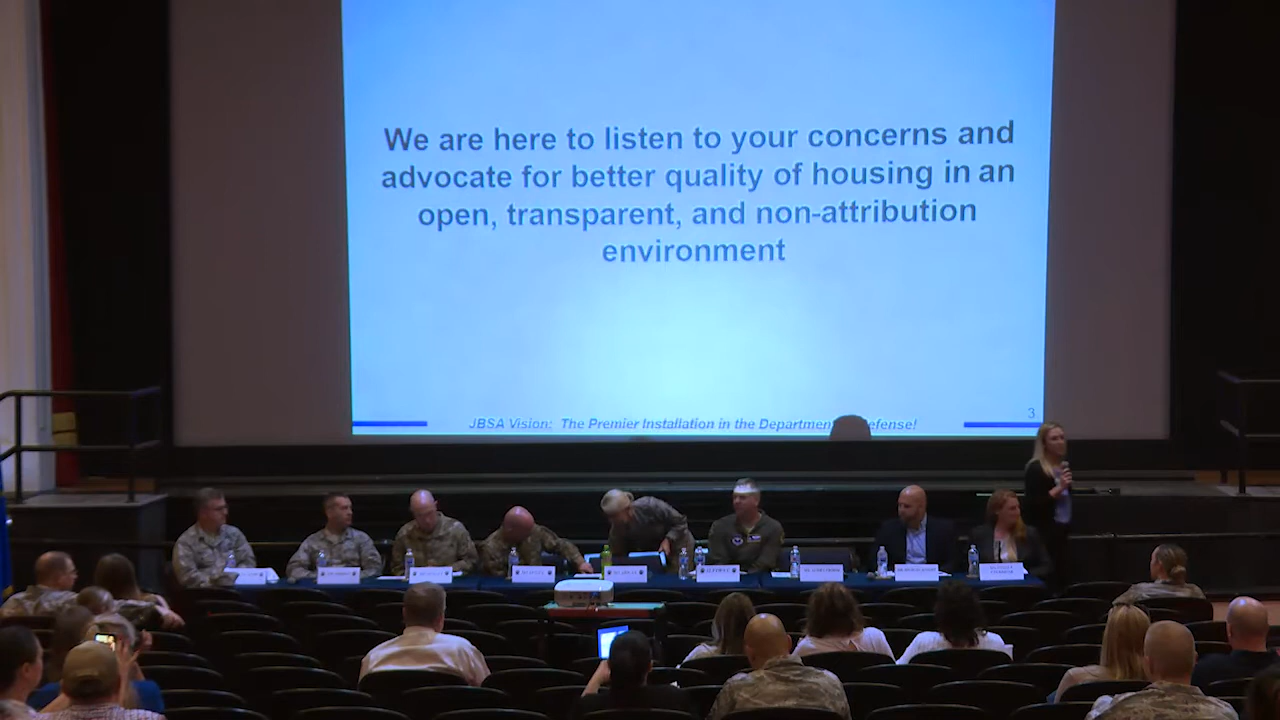 We are here to listen to your concerns and
advocate for better quality of housing in an
open, transparent, and non-attribution
environment
JBSA Vision: The Premier Installation in the Department efense!
3